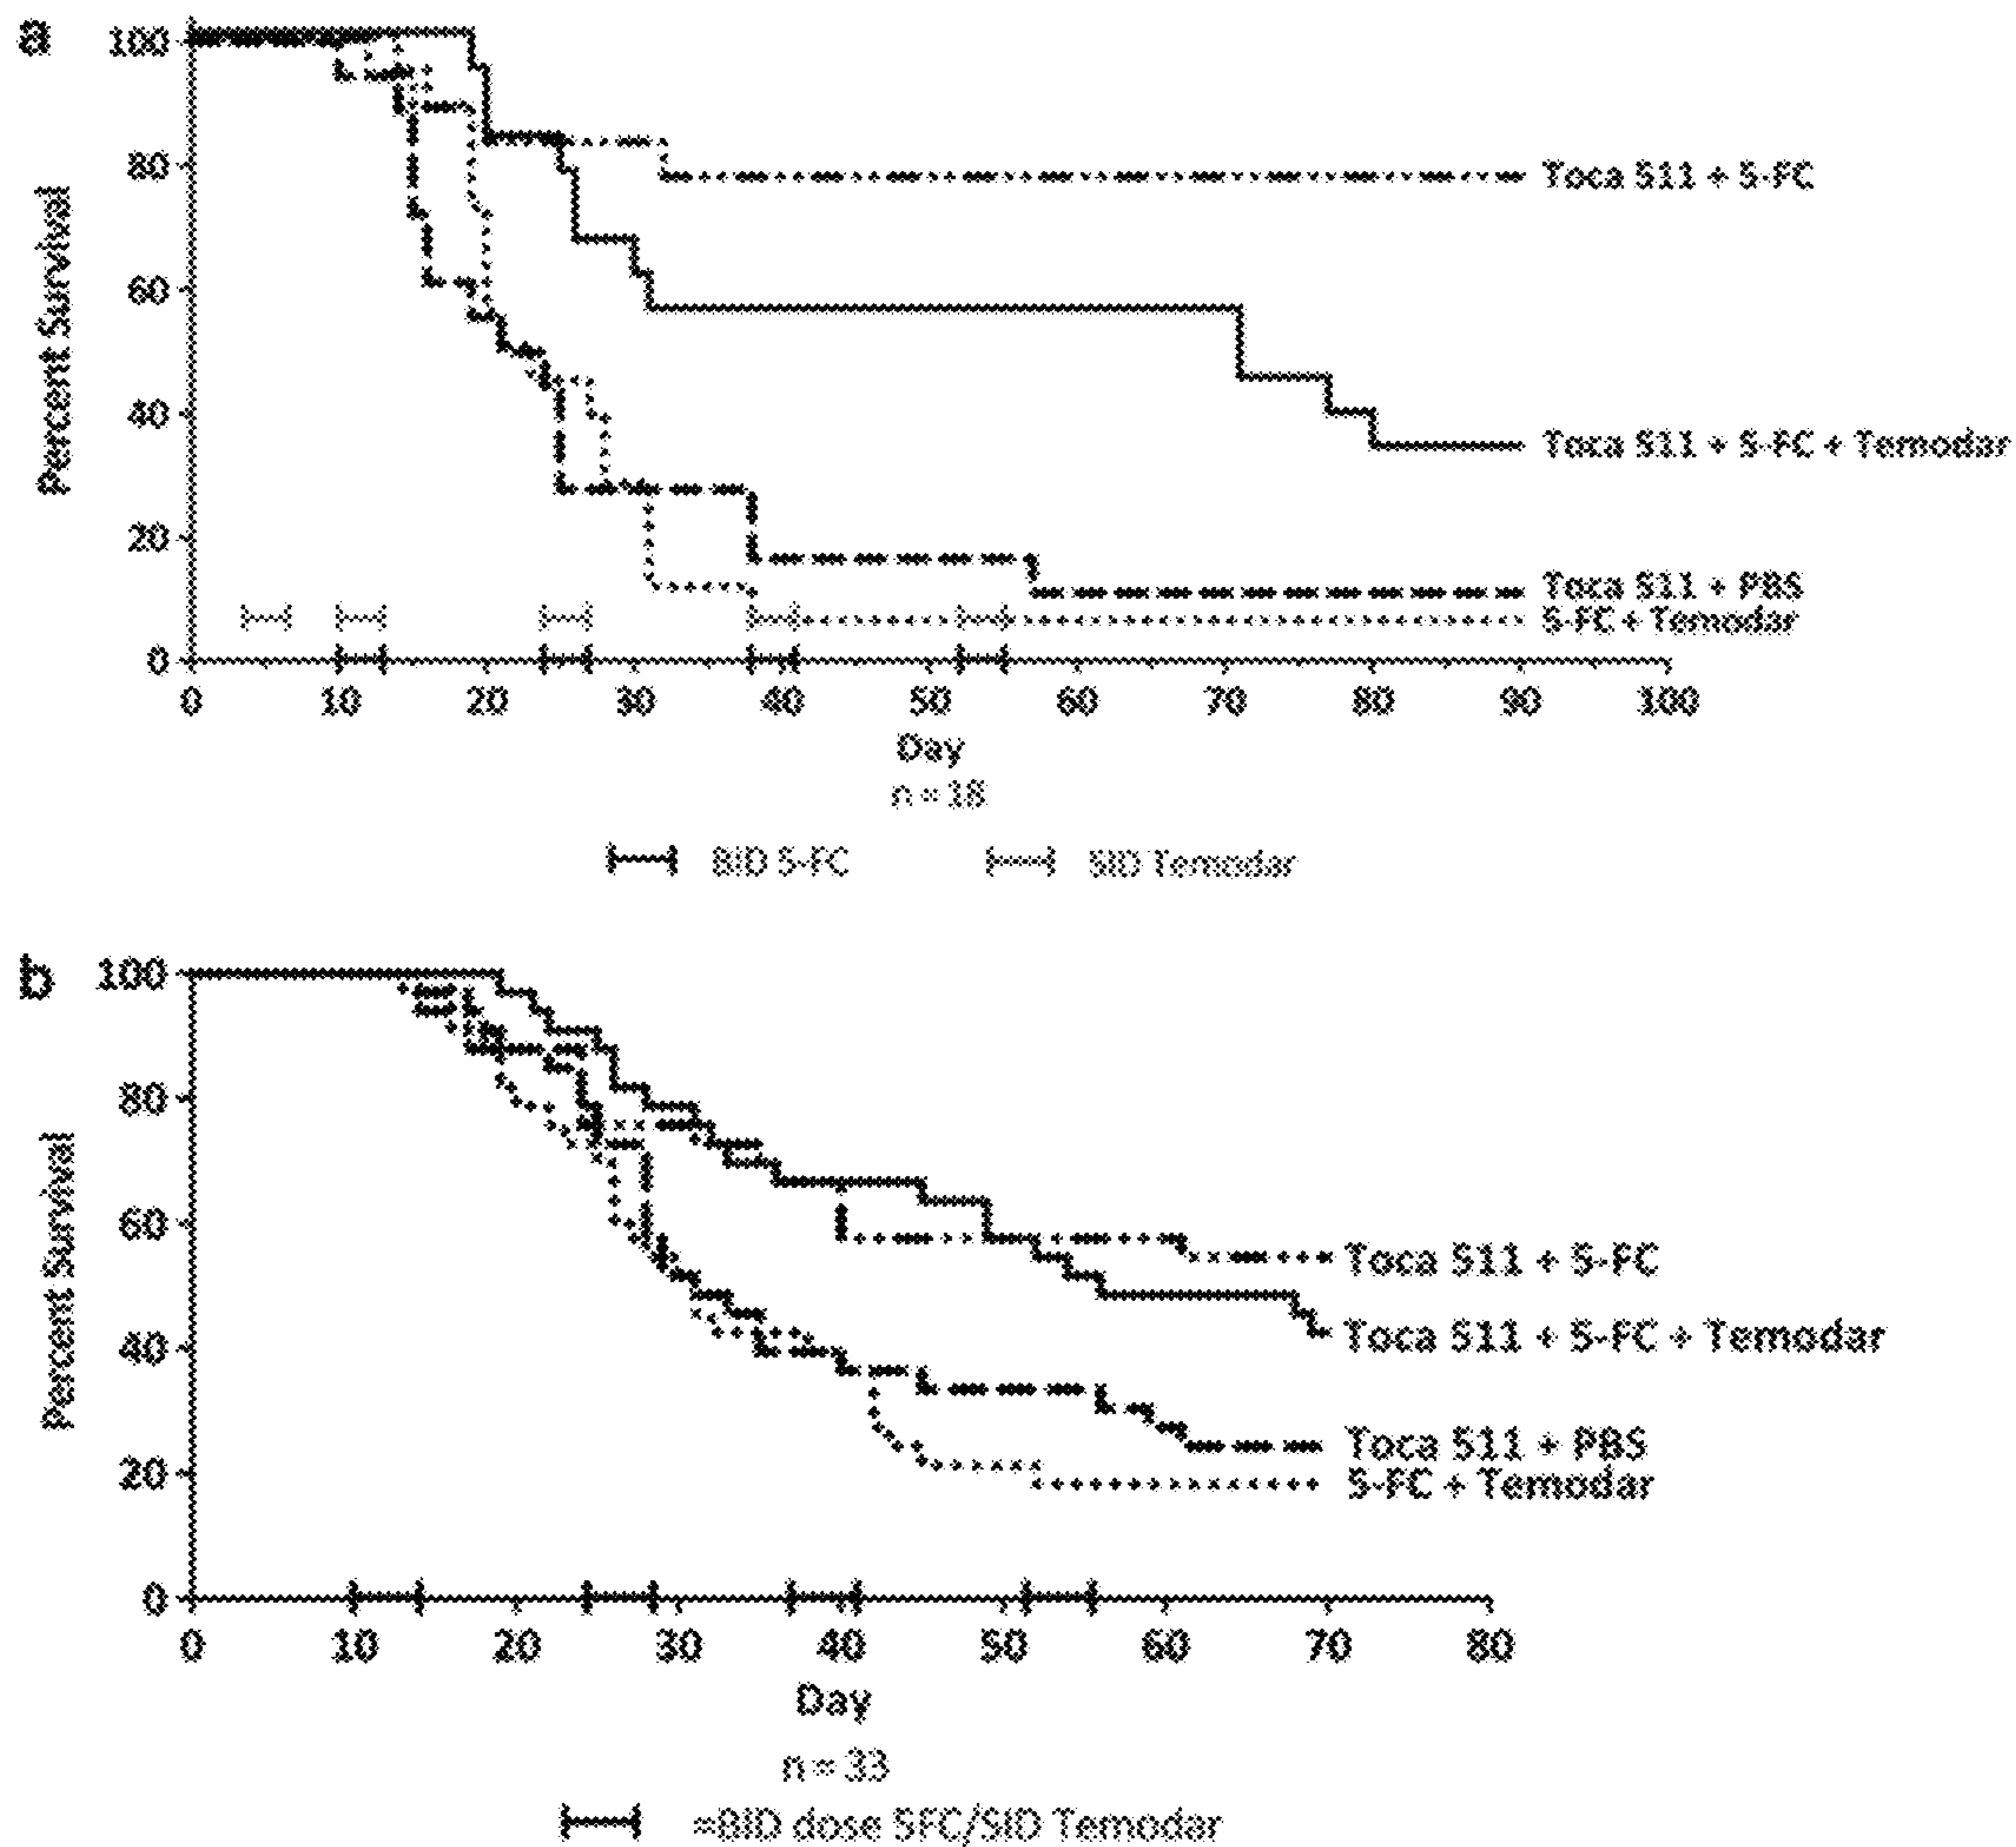 a
100
80
60
40
20
0
Percent Survival
Toca 511 + 5-FC
Toca 511 + 5-FC + Temodar
Toca 511 + PBS
5-FC + Temodar
0 10 20 30 40 50 60 70 80 90 100
Day
n = 18
BID 5-FC SID Temodar
b
100
80
60
40
20
0
Percent Survival
Toca 511 + 5-FC
Toca 511 + 5-FC + Temodar
Toca 511 + PBS
5-FC + Temodar
0 10 20 30 40 50 60 70 80
Day
n = 33
=BID dose 5FC/SID Temodar